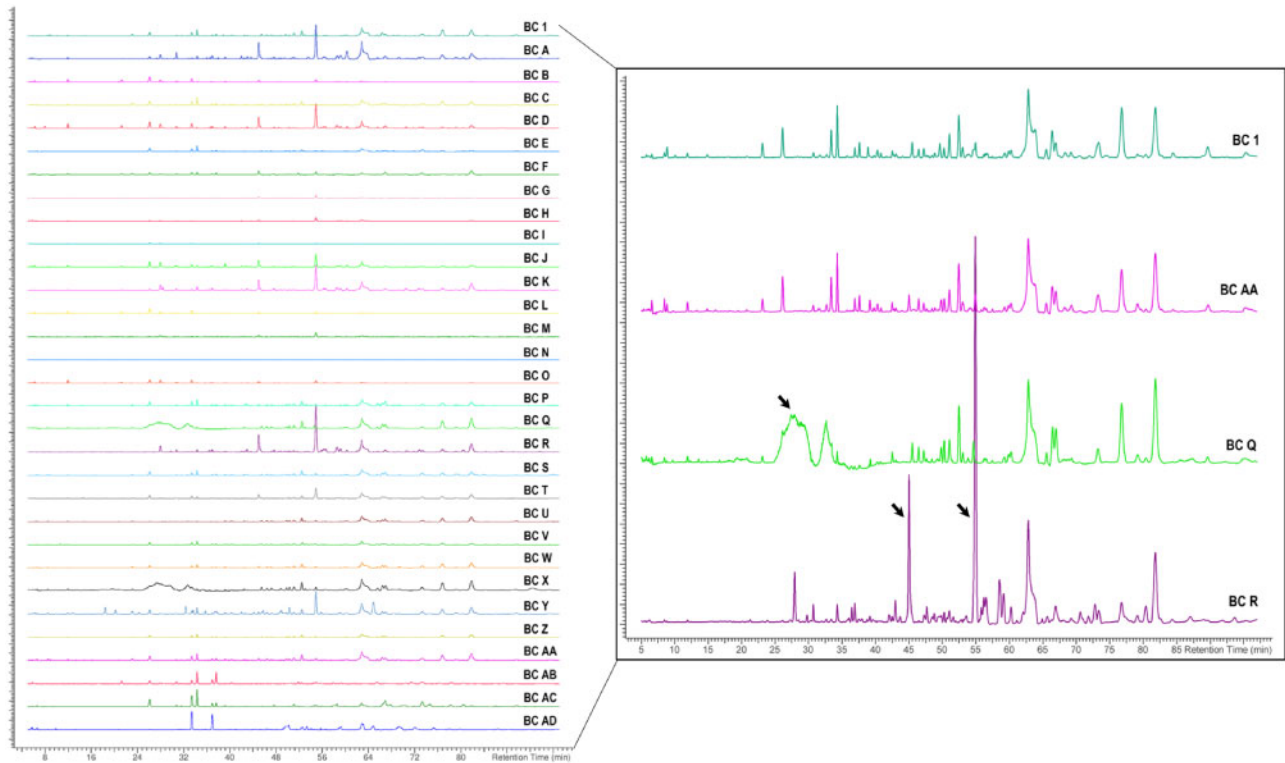 BC 1
BC A
BC B
BC C
BC D
BC E
BC F
BC G
BC H
BC I
BC J
BC K
BC L
BC M
BC N
BC O
BC P
BC Q
BC R
BC S
BC T
BC U
BC V
BC W
BC X
BC Y
BC Z
BC AA
BC AB
BC AC
BC AD
8 16 24 32 40 48 56 64 72 80 Retention Time (min)
BC 1
BC AA
BC Q
BC R
5 10 15 20 25 30 35 40 45 50 55 60 65 70 75 80 85 Retention Time (min)